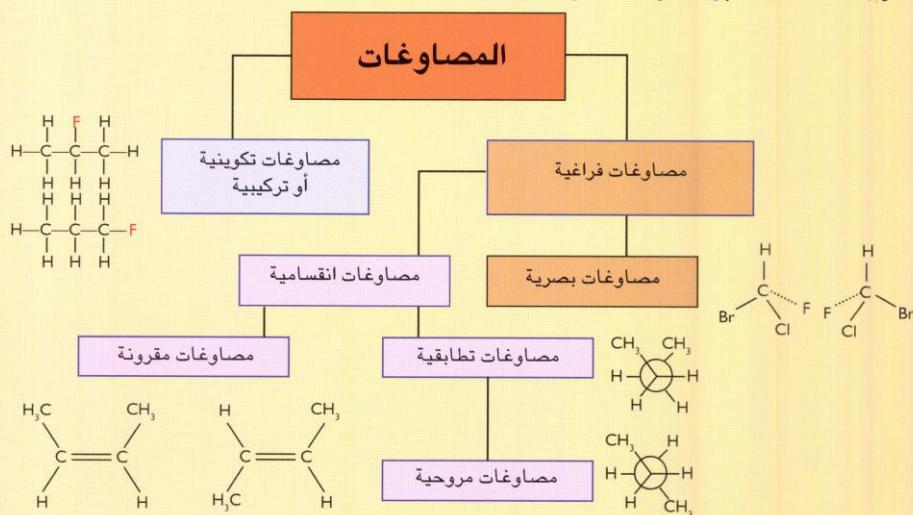 المصاوغات
مصاوغات تكوينية
أو تركيبية
مصاوغات فراغية
مصاوغات انقسامية
مصاوغات بصرية
مصاوغات مقرونة
مصاوغات تطابقية
مصاوغات مروحية
H F H
H—C—C—C—H
H H H
H H H
H—C—C—C—F
H H H
H
C
Br F
Cl
H
C
F Br
Cl
CH₃ CH₃
H H
H H
CH₃ H
H H
H CH₃
H₃C CH₃
C C
H H
H CH₃
C C
H₃C H